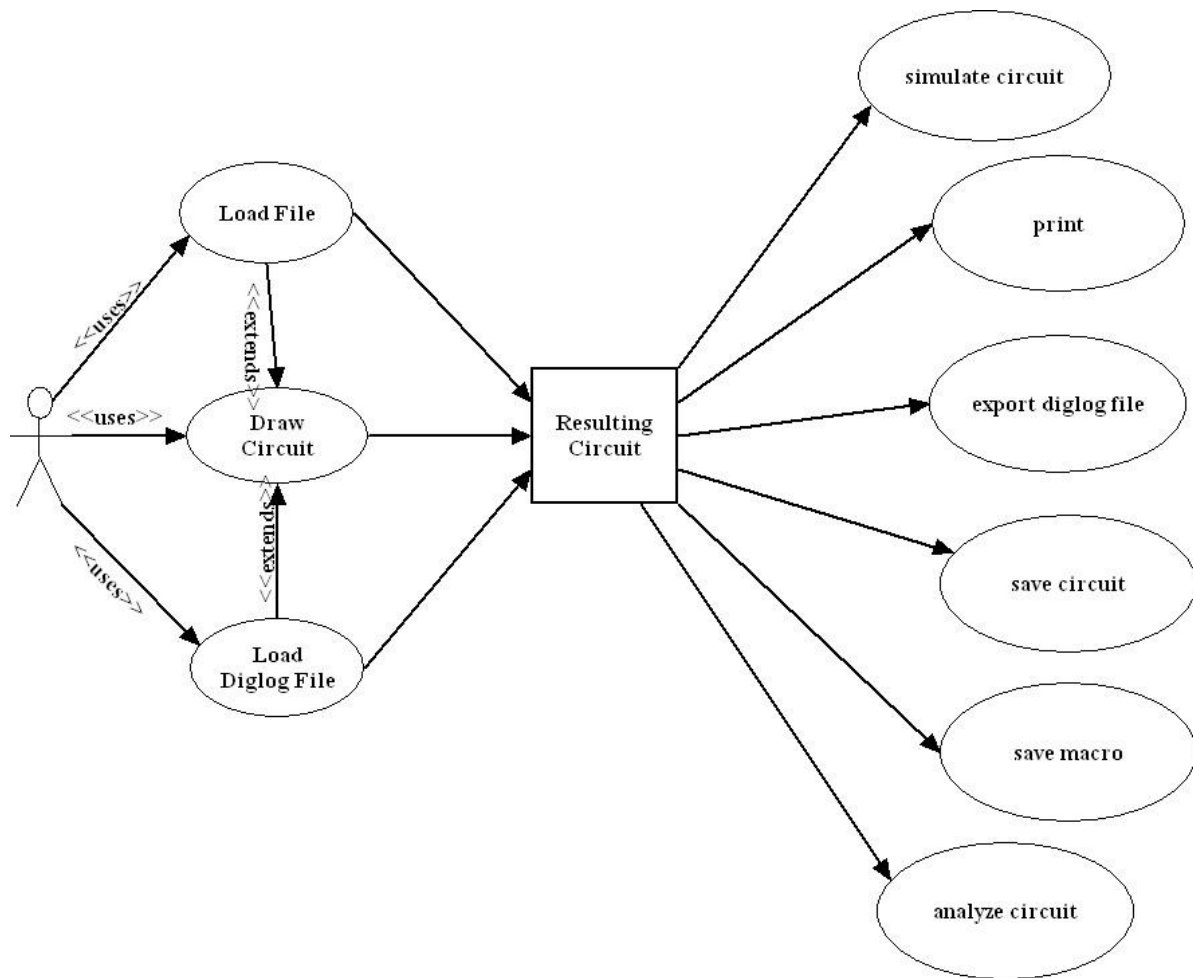 simulate circuit
Load File
print
<<uses>>
<<extends>>
<<uses>>
Draw
Circuit
Resulting
Circuit
export diglog file
<<extends>>
<<uses>>
save circuit
Load
Diglog File
save macro
analyze circuit